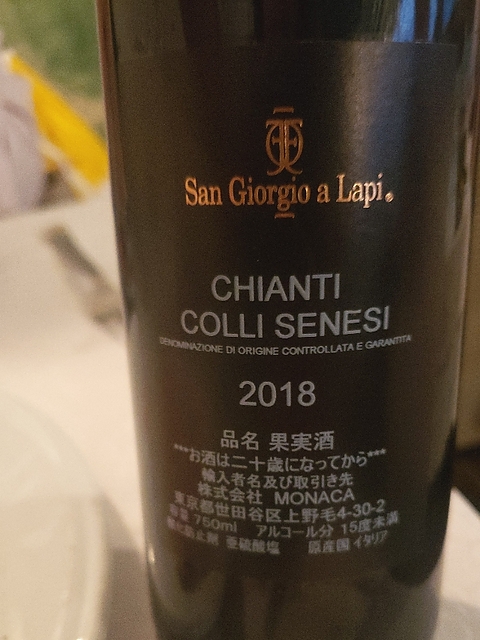 San Giorgio a Lapi®
CHIANTI
COLLI SENESI
DENOMINAZIONE DI ORIGINE CONTROLLATA E GARANTITA
2018
品名 果実酒
***お酒は二十歳になってから***
輸入者名及び取引き先
株式会社 MONACA
東京都世田谷区上野毛4-30-2
容量 750ml アルコール分 15度未満
酸化防止剤 亜硫酸塩 原産国 イタリア